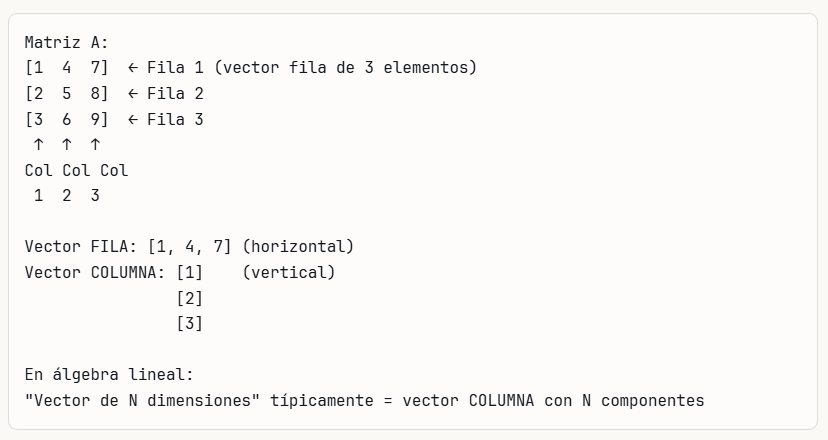 Matriz A:
[1  4  7]  ← Fila 1 (vector fila de 3 elementos)
[2  5  8]  ← Fila 2
[3  6  9]  ← Fila 3
 ↑  ↑  ↑
Col Col Col
 1  2  3
Vector FILA: [1, 4, 7] (horizontal)
Vector COLUMNA: [1]    (vertical)
                [2]
                [3]
En álgebra lineal:
"Vector de N dimensiones" típicamente = vector COLUMNA con N componentes